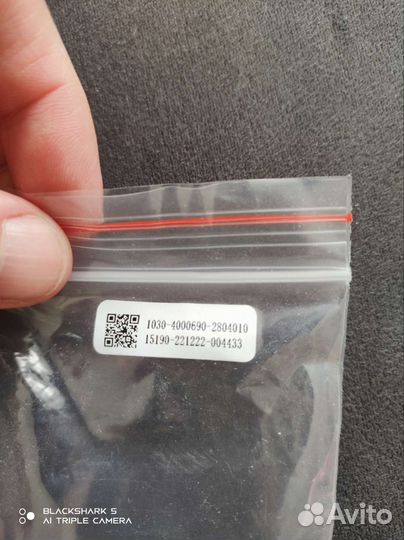 1030-4000690-2804010
15190-221222-004433
BLACKSHARK 5
AI TRIPLE CAMERA
Avito